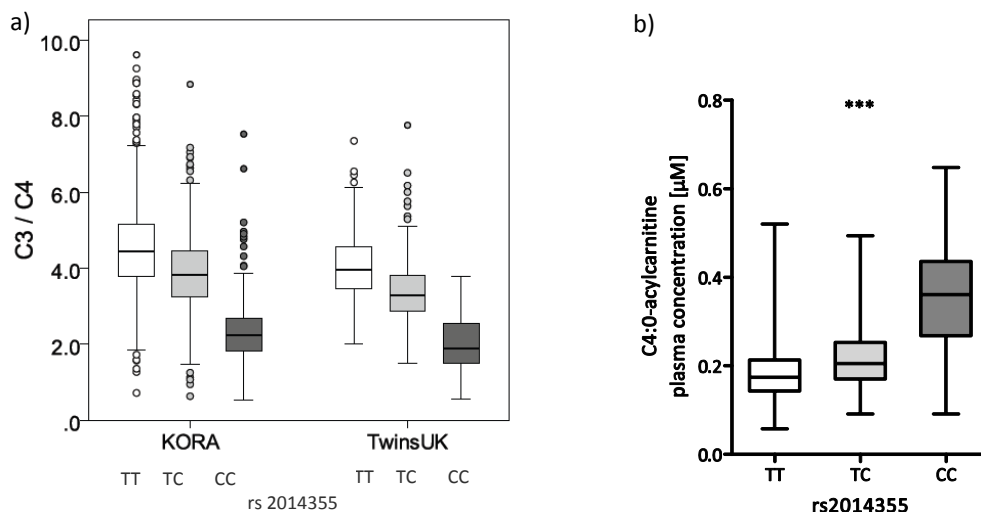 a)
C3 / C4
10.0
8.0
6.0
4.0
2.0
.0
KORA TwinsUK
TT TC CC TT TC CC
rs 2014355
b)
C4:0-acylcarnitine
plasma concentration [µM]
***
0.8
0.6
0.4
0.2
0.0
TT TC CC
rs2014355